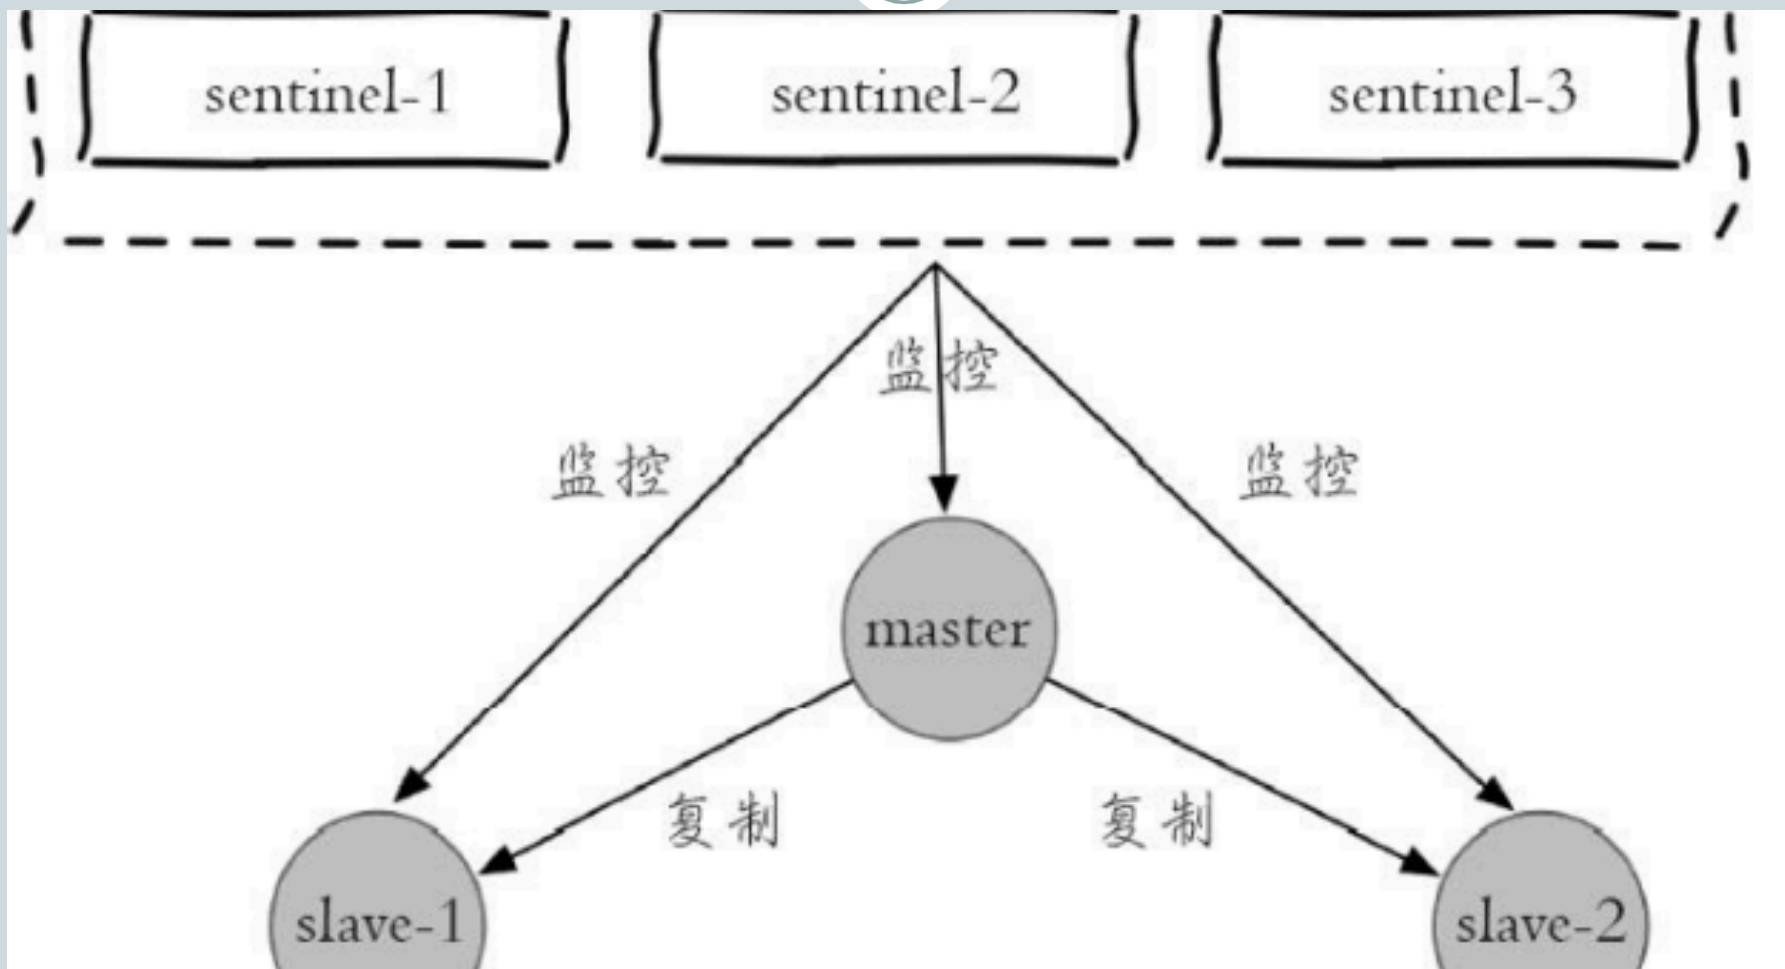 sentinel-1
sentinel-2
sentinel-3
监控
监控
监控
master
复制
复制
slave-1
slave-2